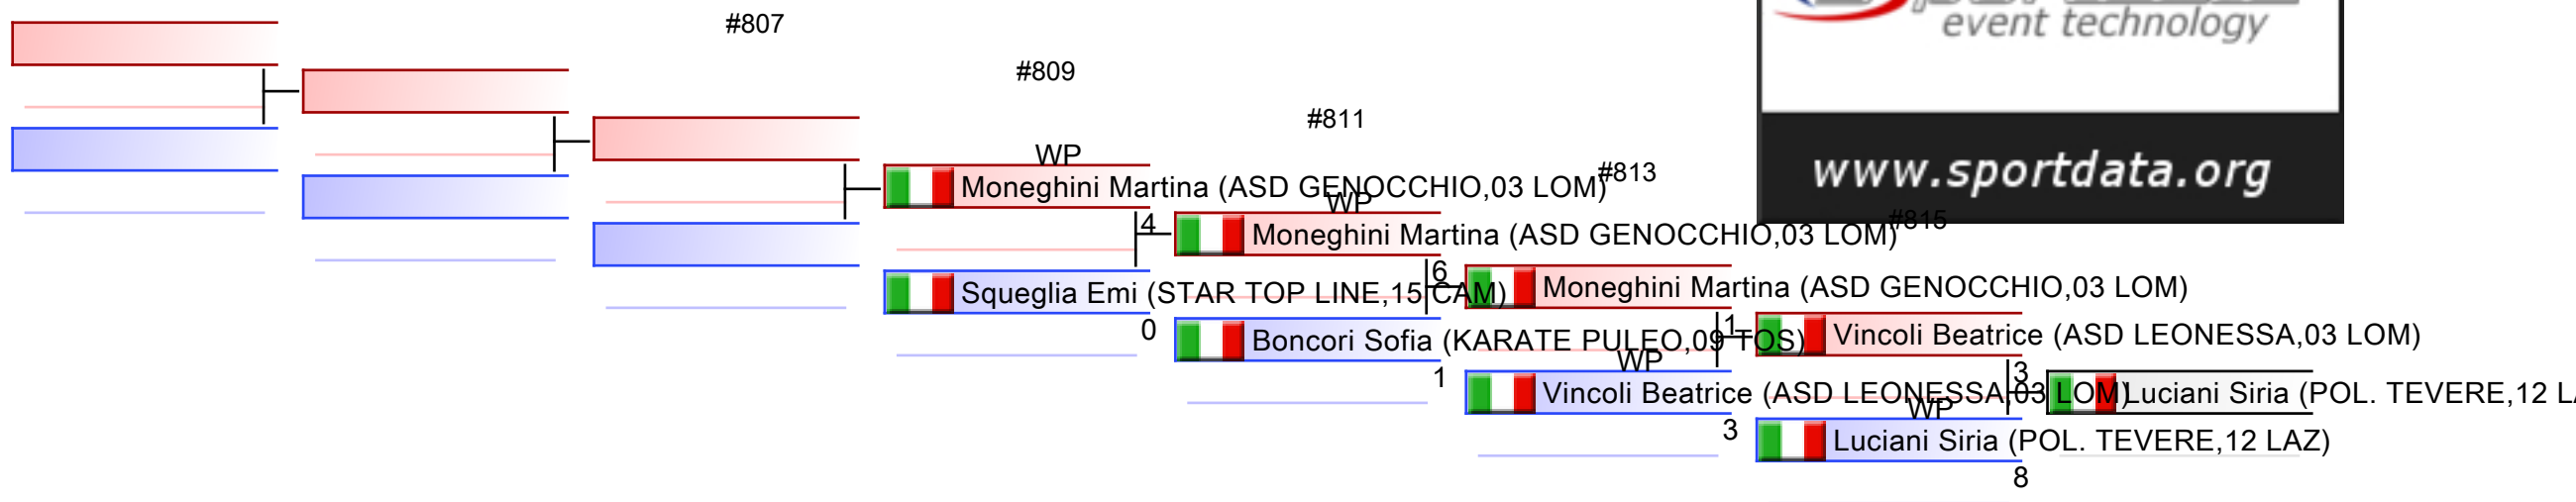 event technology
www.sportdata.org
#807
#809
#811
#813
#815
WP
Moneghini Martina (ASD GENOCCHIO,03 LOM)
4
Squeglia Emi (STAR TOP LINE,15 CAM)
0
WP
Moneghini Martina (ASD GENOCCHIO,03 LOM)
6
Boncori Sofia (KARATE PULEO,09 TOS)
1
Moneghini Martina (ASD GENOCCHIO,03 LOM)
1
WP
Vincoli Beatrice (ASD LEONESSA,03 LOM)
3
Vincoli Beatrice (ASD LEONESSA,03 LOM)
3
WP
Luciani Siria (POL. TEVERE,12 LAZ)
8
Luciani Siria (POL. TEVERE,12 LA